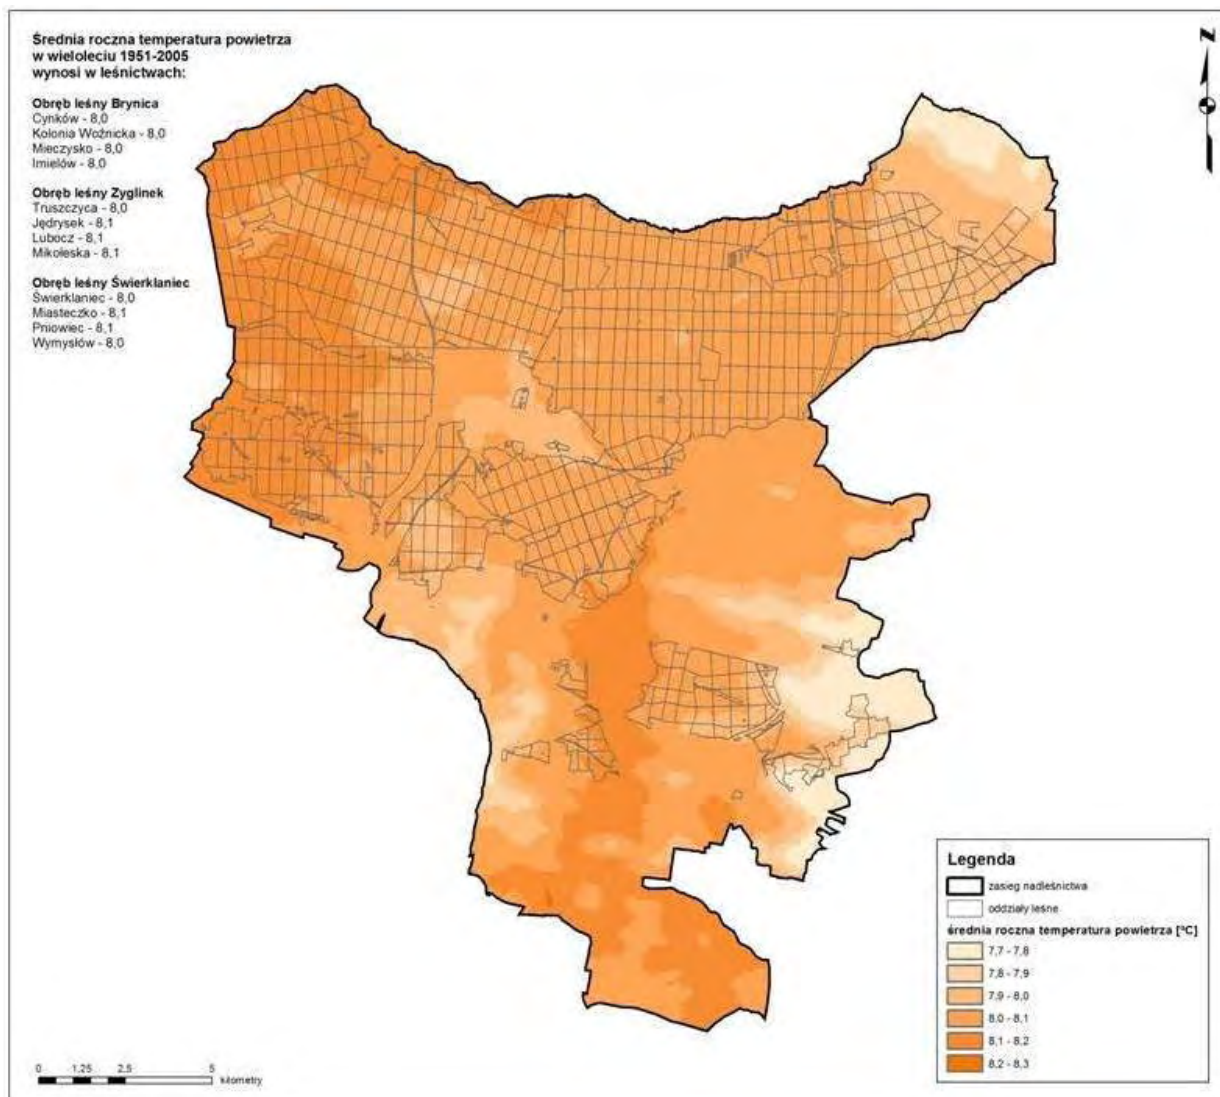 Średnia roczna temperatura powietrza
w wieloleciu 1951-2005
wynosi w leśnictwach:
Obręb leśny Brynica
Cynków - 8,0
Kolonia Woźnicka - 8,0
Mieczysko - 8,0
Imielów - 8,0
Obręb leśny Żyglinek
Truszczyca - 8,0
Jędrysek - 8,1
Lubocz - 8,1
Mikołeska - 8,1
Obręb leśny Świerklaniec
Świerklaniec - 8,0
Miasteczko - 8,1
Pniowiec - 8,1
Wymysłów - 8,0
N
Legenda
zasięg nadleśnictwa
oddziały leśne
średnia roczna temperatura powietrza [°C]
7,7 - 7,8
7,8 - 7,9
7,9 - 8,0
8,0 - 8,1
8,1 - 8,2
8,2 - 8,3
0 1,25 2,5 5
kilometry